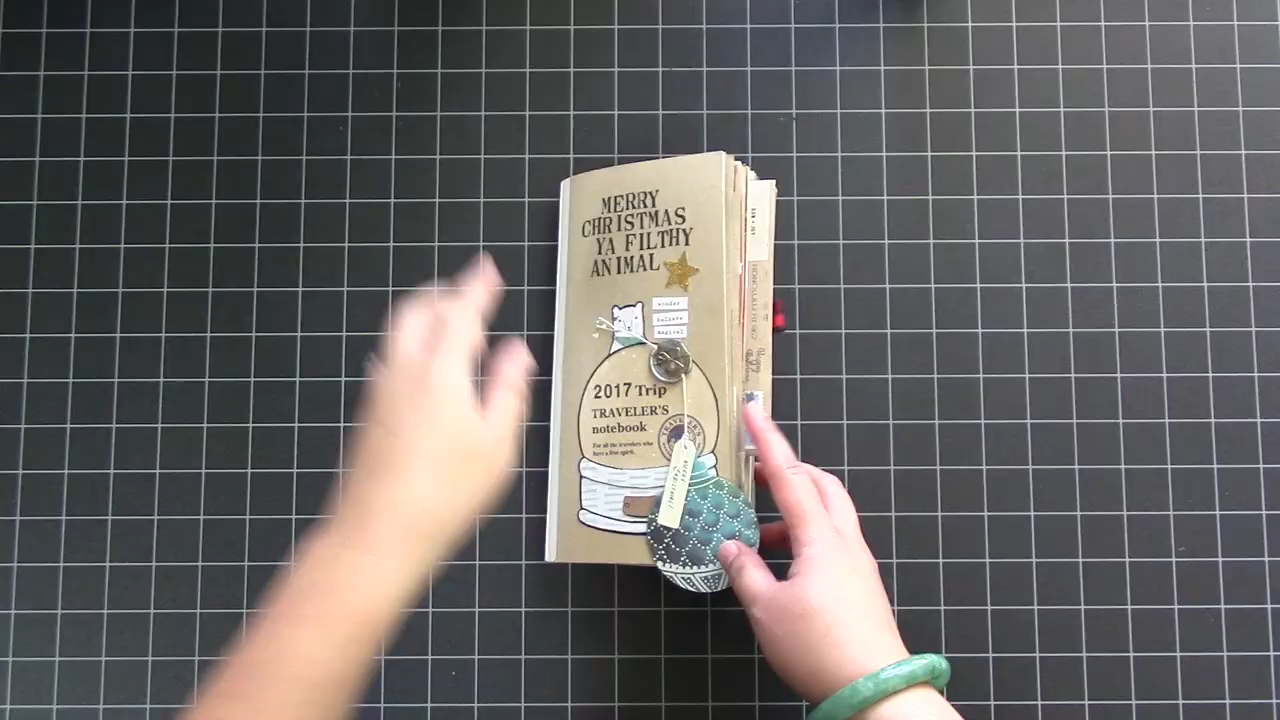 MERRY
CHRISTMAS
YA FILTHY
ANIMAL
wonder
believe
magical
2017 Trip
TRAVELER'S
notebook
For all the travelers who
have a free spirit.
TRAVELER'S